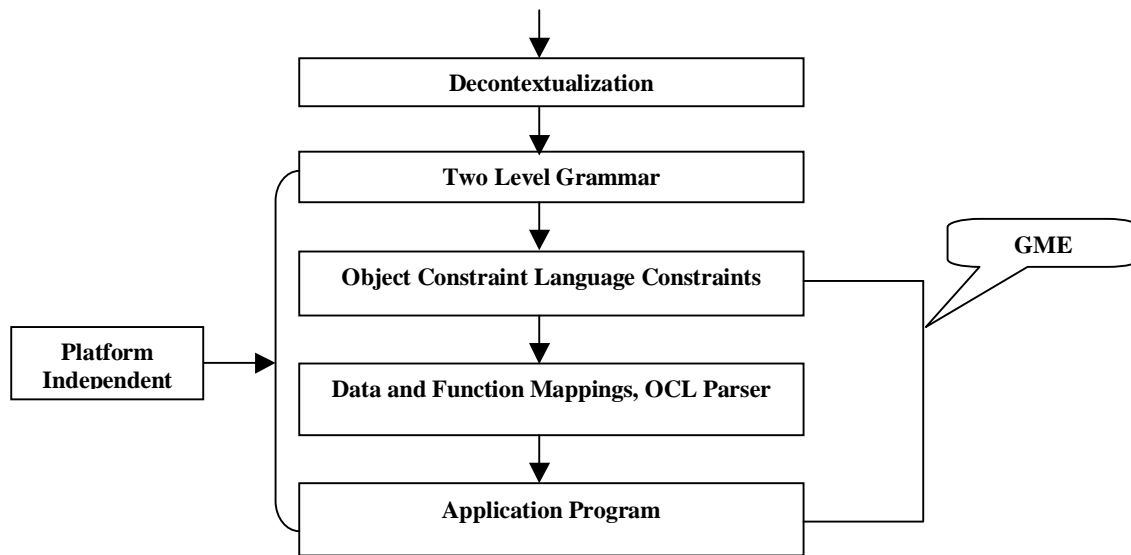 Decontextualization
Two Level Grammar
GME
Object Constraint Language Constraints
Platform
Independent
Data and Function Mappings, OCL Parser
Application Program